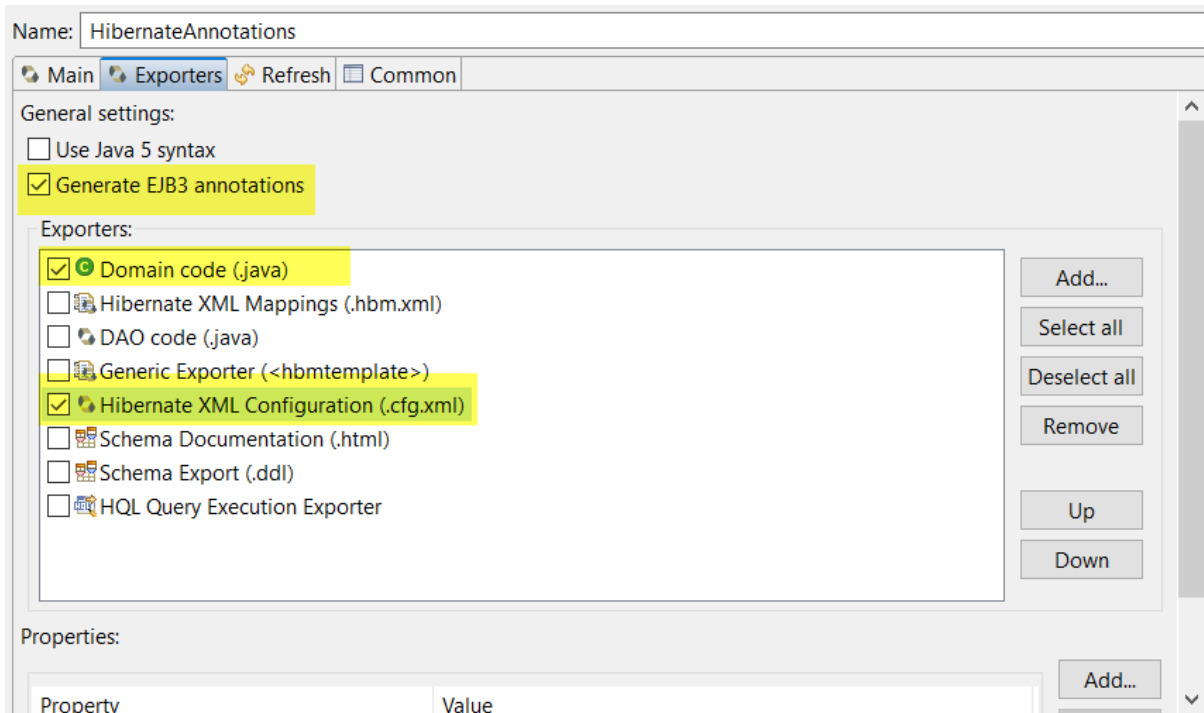 Name: HibernateAnnotations
Main Exporters Refresh Common
General settings:
Use Java 5 syntax
Generate EJB3 annotations
Exporters:
Domain code (.java)
Hibernate XML Mappings (.hbm.xml)
DAO code (.java)
Generic Exporter (<hbmtemplate>)
Hibernate XML Configuration (.cfg.xml)
Schema Documentation (.html)
Schema Export (.ddl)
HQL Query Execution Exporter
Add...
Select all
Deselect all
Remove
Up
Down
Properties:
Add...
Property Value